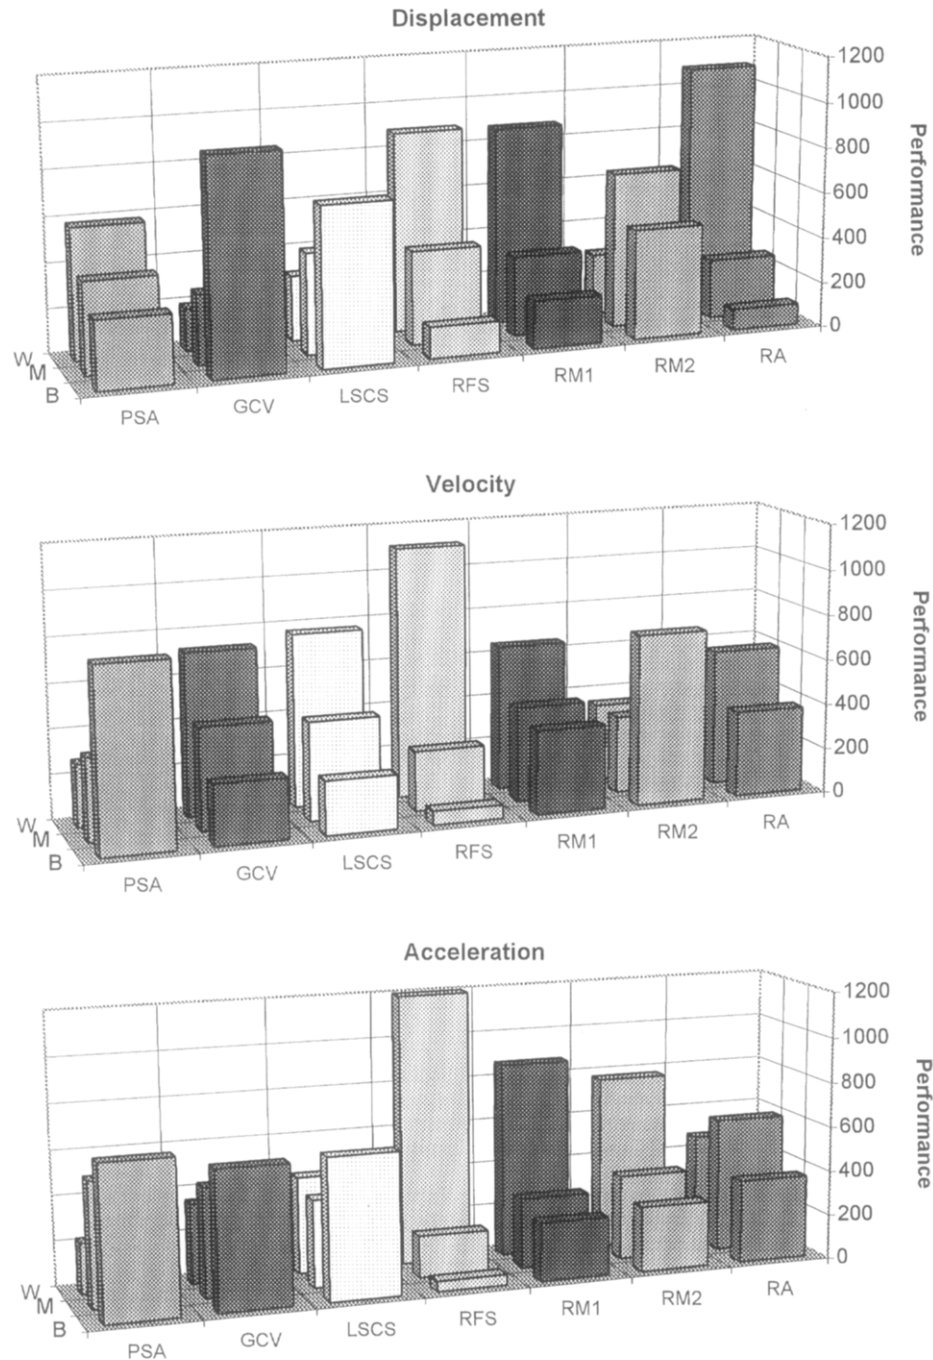 Displacement
1200
1000
800
600
400
200
0
Performance
W
M
B
PSA
GCV
LSCS
RFS
RM1
RM2
RA
Velocity
1200
1000
800
600
400
200
0
Performance
W
M
B
PSA
GCV
LSCS
RFS
RM1
RM2
RA
Acceleration
1200
1000
800
600
400
200
0
Performance
W
M
B
PSA
GCV
LSCS
RFS
RM1
RM2
RA